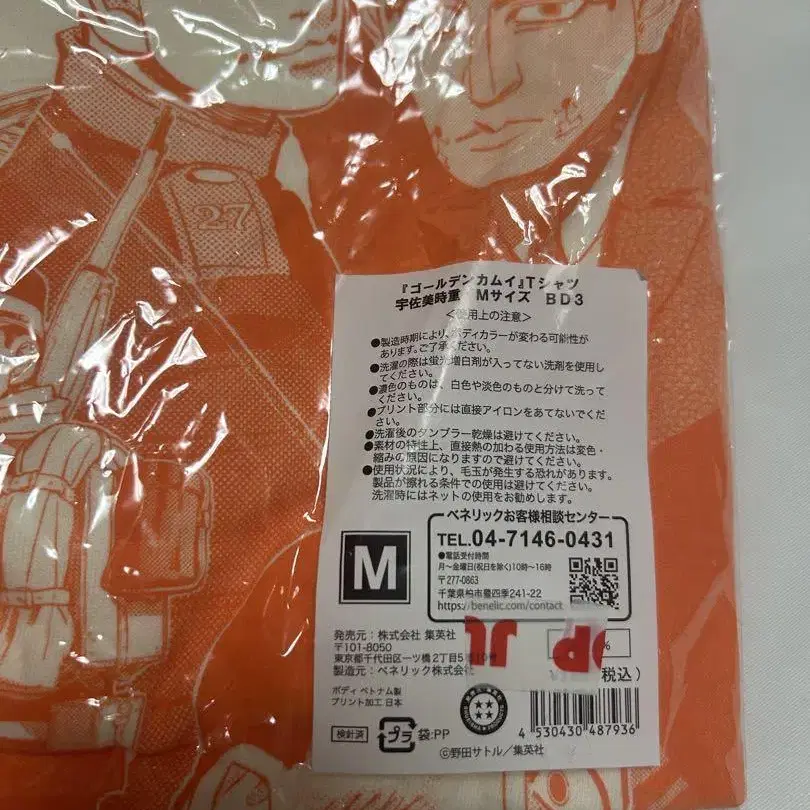 27
『ゴールデンカムイ』Tシャツ
宇佐美時重 Mサイズ BD3
<使用上の注意>
●製造時期により、ボディカラーが変わる可能性が
あります。ご了承ください。
●洗濯の際は蛍光増白剤が入ってない洗剤を使用し
てください。
●濃色のものは、白色や淡色のものと分けて洗って
ください。
●プリント部分には直接アイロンをあてないでくだ
さい。
●洗濯後のタンブラー乾燥は避けてください。
●素材の特性上、直接熱の加わる使用方法は変色・
縮みの原因になりますので避けてください。
●使用状況により、毛玉が発生する恐れがあります。
製品が擦れる条件での使用は避けてください。
洗濯時にはネットの使用をお勧めします。
M
ベネリックお客様相談センター
TEL.04-7146-0431
●電話受付時間
月～金曜日(祝日を除く)10時～16時
〒277-0863
千葉県柏市豊四季241-22
https://benelic.com/contact
発売元:株式会社 集英社
〒101-8050
東京都千代田区一ツ橋2丁目5番10号
製造元:ベネリック株式会社
JP JU
%
税込)
ボディ ベトナム製
プリント加工 日本
検針済
プラ 袋:PP
4 530430 487936
©野田サトル/集英社